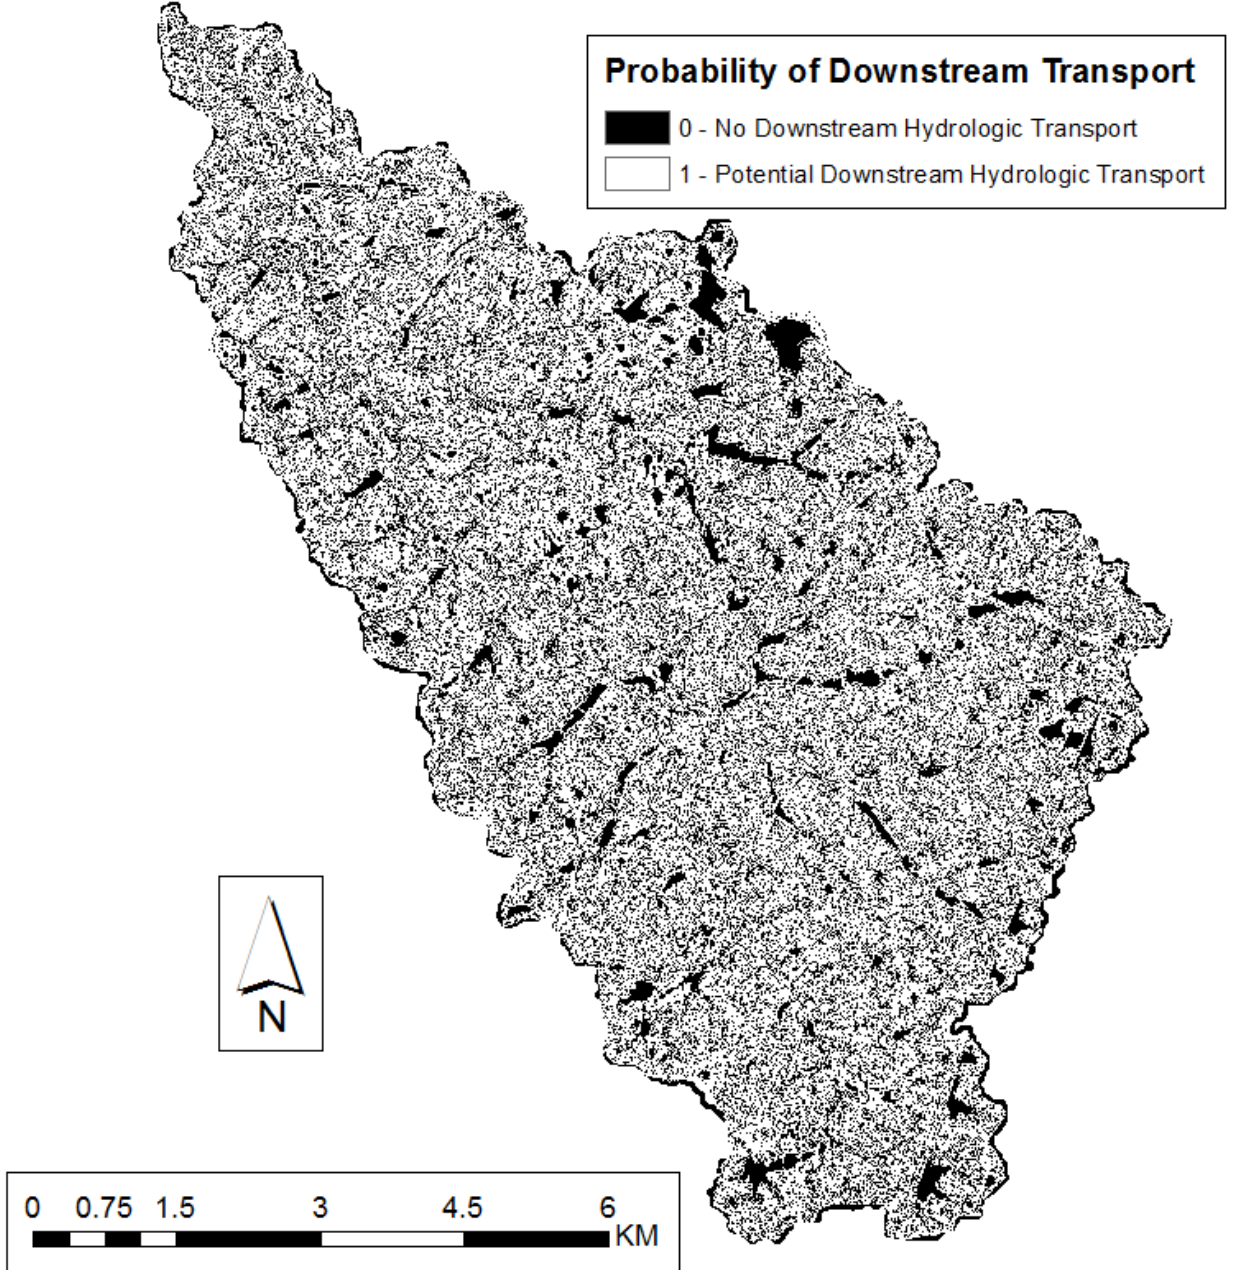 Probability of Downstream Transport
0 - No Downstream Hydrologic Transport
1 - Potential Downstream Hydrologic Transport
N
0 0.75 1.5 3 4.5 6
KM